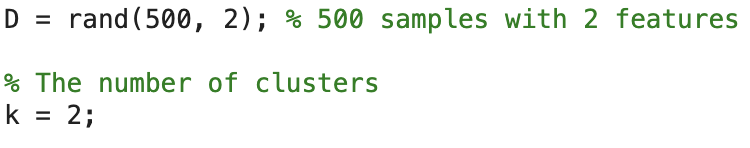 D = rand(500, 2); % 500 samples with 2 features
% The number of clusters
k = 2;